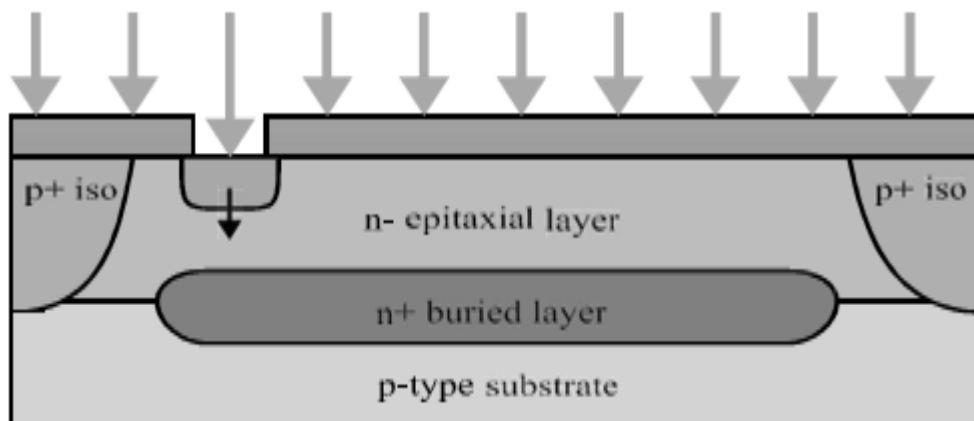 p+ iso
p+ iso
n- epitaxial layer
n+ buried layer
p-type substrate